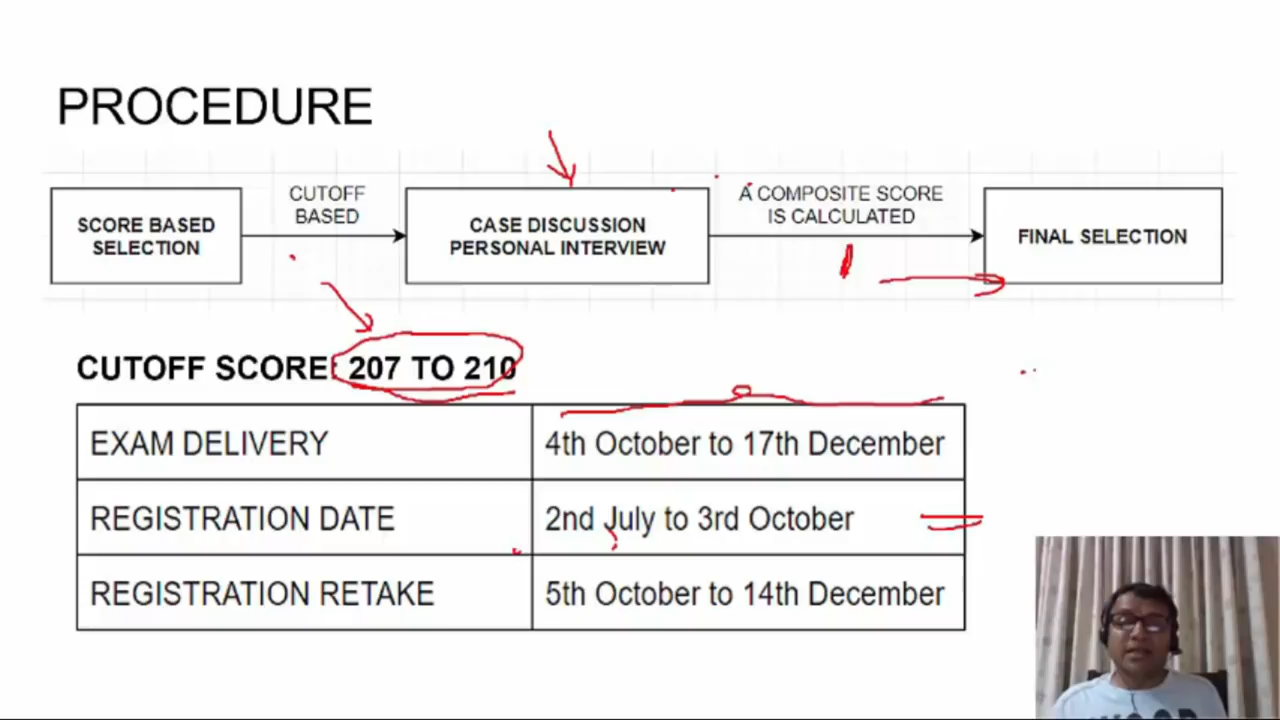 PROCEDURE
SCORE BASED
SELECTION
CUTOFF
BASED
CASE DISCUSSION
PERSONAL INTERVIEW
A COMPOSITE SCORE
IS CALCULATED
FINAL SELECTION
CUTOFF SCORE: 207 TO 210
EXAM DELIVERY 4th October to 17th December
REGISTRATION DATE 2nd July to 3rd October
REGISTRATION RETAKE 5th October to 14th December